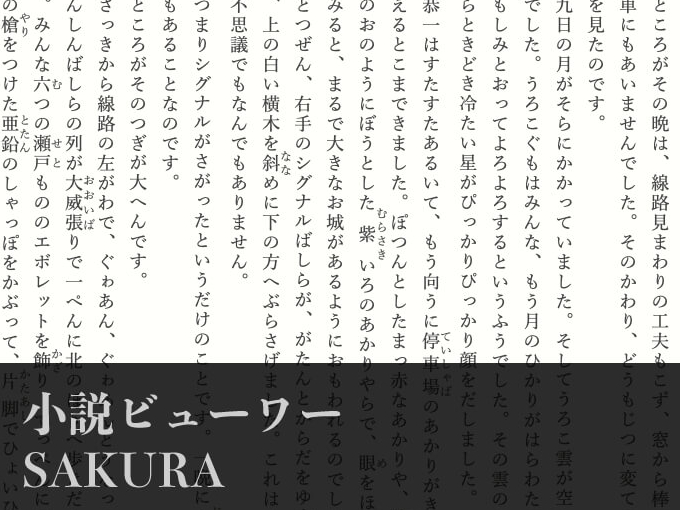 ところがその晩は、線路見まわりの工夫もこず、窓から棒
車にもあいませんでした。そのかわり、どうもじつに変て
を見たのです。
九日の月がそらにかかっていました。そしてうろこ雲が空
でした。うろこぐもはみんな、もう月のひかりがはらわた
もしみとおってよろよろするというふうでした。その雲の
らときどき冷たい星がぴっかりぴっかり顔をだしました。
恭一はすたすたあるいて、もう向うに停車場のあかりがき
えるとこまできました。ぽつんとしたまっ赤なあかりや、
のおのようにぼうとした紫いろのあかりやらで、眼をほ
みると、まるで大きなお城があるようにおもわれるのでし
とつぜん、右手のシグナルばしらが、がたんとからだをゆ
、上の白い横木を斜めに下の方へぶらさげました。これは
不思議でもなんでもありません。
つまりシグナルがさがったというだけのことです。
もあることなのです。
ところがそのつぎが大へんです。
さっきから線路の左がわで、ぐゎあん、ぐゎ
んしんばしらの列が大威張りで一ぺんに北の
。みんな六つの瀬戸もののエボレットを飾り
の槍をつけた亜鉛のしゃっぽをかぶって、片脚でひょい
小説ビューワー
SAKURA